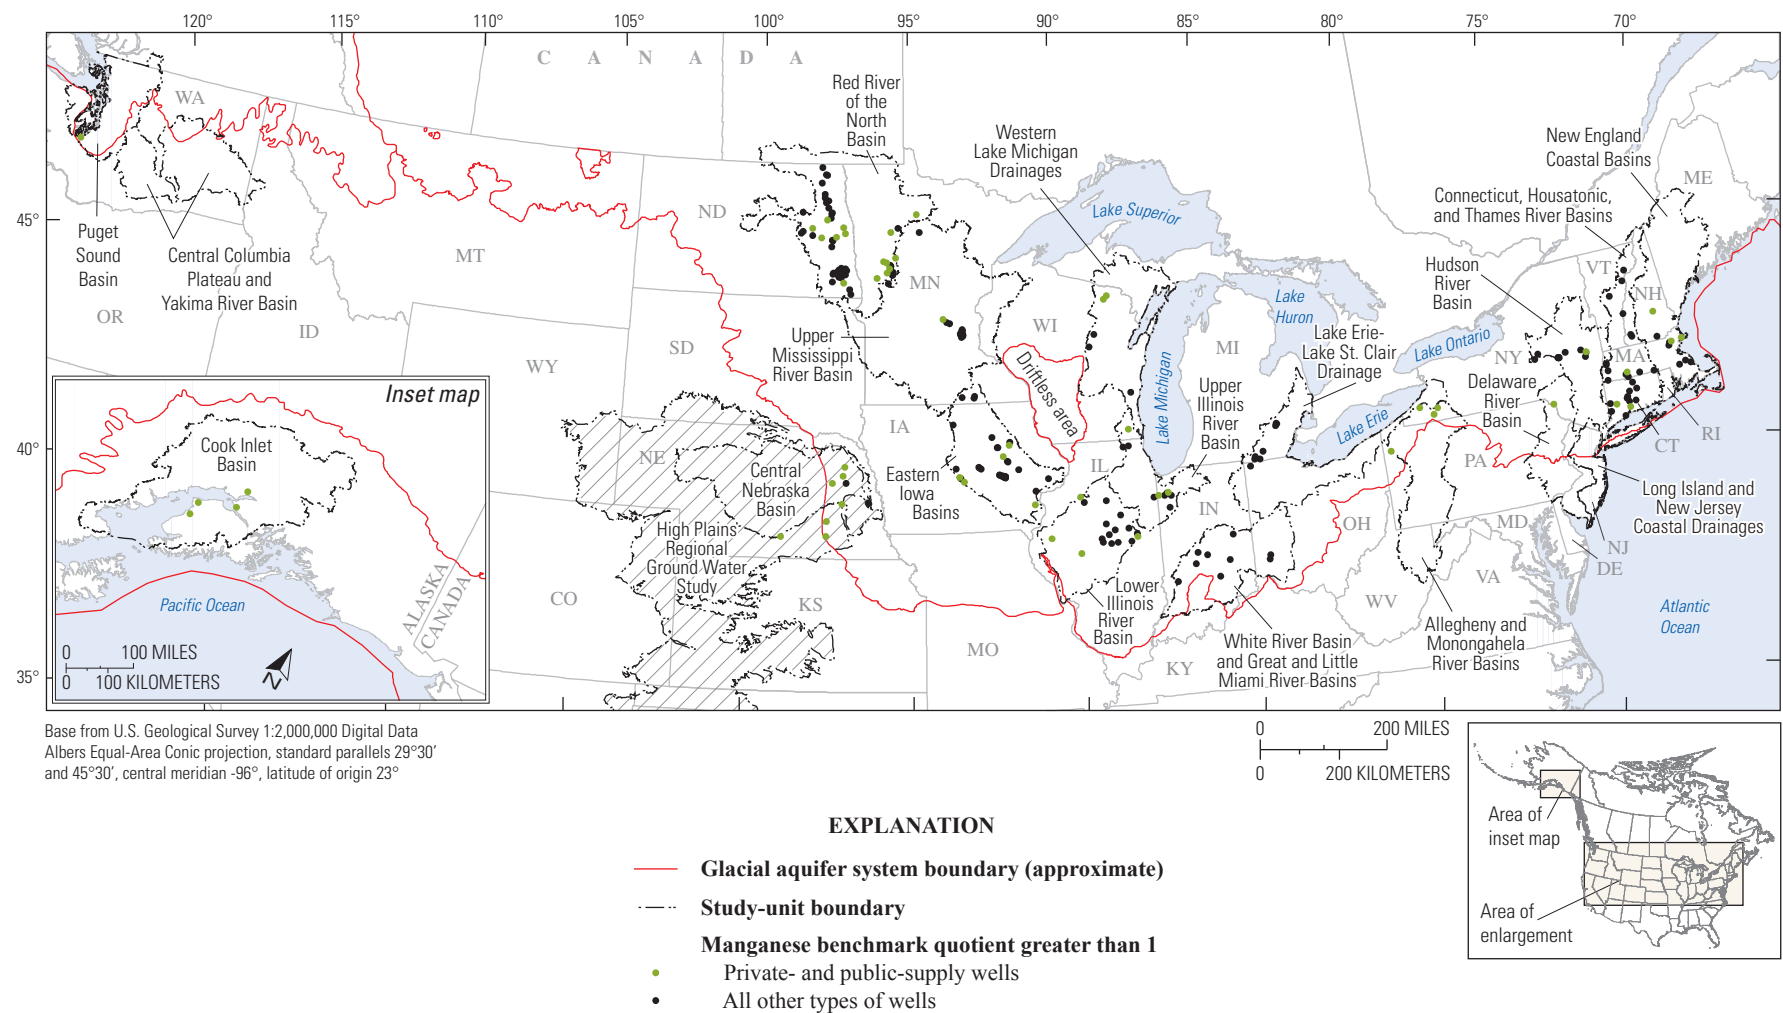 120°
115°
110°
105°
100°
95°
90°
85°
80°
75°
70°
45°
40°
35°
CANADA
WA
OR
ID
MT
WY
ND
SD
NE
CO
KS
MN
IA
MO
WI
IL
MI
IN
OH
KY
WV
VA
PA
NY
VT
NH
ME
MA
CT
RI
NJ
DE
MD
Puget
Sound
Basin
Central Columbia
Plateau and
Yakima River Basin
Red River
of the
North
Basin
Western
Lake Michigan
Drainages
Upper
Mississippi
River Basin
Eastern
Iowa
Basins
Central
Nebraska
Basin
High Plains
Regional
Ground Water
Study
Driftless area
Upper
Illinois
River
Basin
Lower
Illinois
River
Basin
White River Basin
and Great and Little
Miami River Basins
Lake Erie-
Lake St. Clair
Drainage
Allegheny and
Monongahela
River Basins
Delaware
River
Basin
Hudson
River
Basin
Connecticut, Housatonic,
and Thames River Basins
New England
Coastal Basins
Long Island and
New Jersey
Coastal Drainages
Lake Superior
Lake Michigan
Lake
Huron
Lake Erie
Lake Ontario
Atlantic
Ocean
Inset map
Cook Inlet
Basin
Pacific Ocean
ALASKA
CANADA
0 100 MILES
0 100 KILOMETERS
N
Base from U.S. Geological Survey 1:2,000,000 Digital Data
Albers Equal-Area Conic projection, standard parallels 29°30′
and 45°30′, central meridian -96°, latitude of origin 23°
0 200 MILES
0 200 KILOMETERS
Area of
inset map
Area of
enlargement
EXPLANATION
Glacial aquifer system boundary (approximate)
Study-unit boundary
Manganese benchmark quotient greater than 1
Private- and public-supply wells
All other types of wells